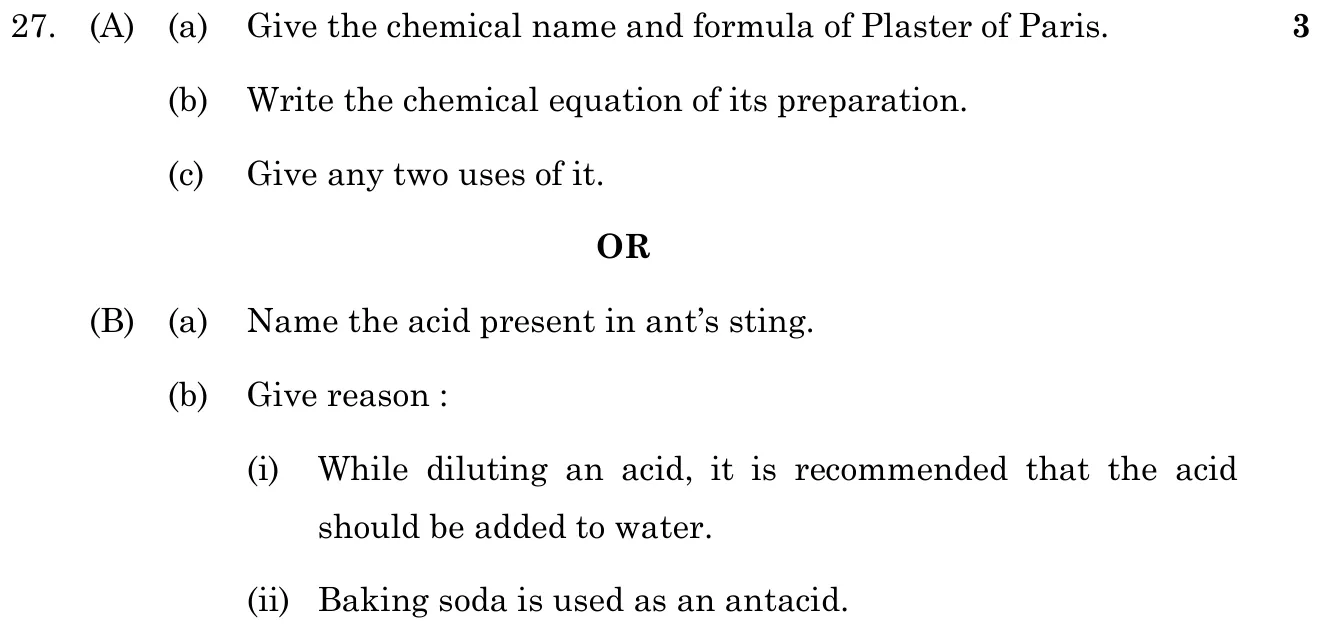 27. (A) (a) Give the chemical name and formula of Plaster of Paris. 3
(b) Write the chemical equation of its preparation.
(c) Give any two uses of it.
OR
(B) (a) Name the acid present in ant’s sting.
(b) Give reason :
(i) While diluting an acid, it is recommended that the acid
should be added to water.
(ii) Baking soda is used as an antacid.